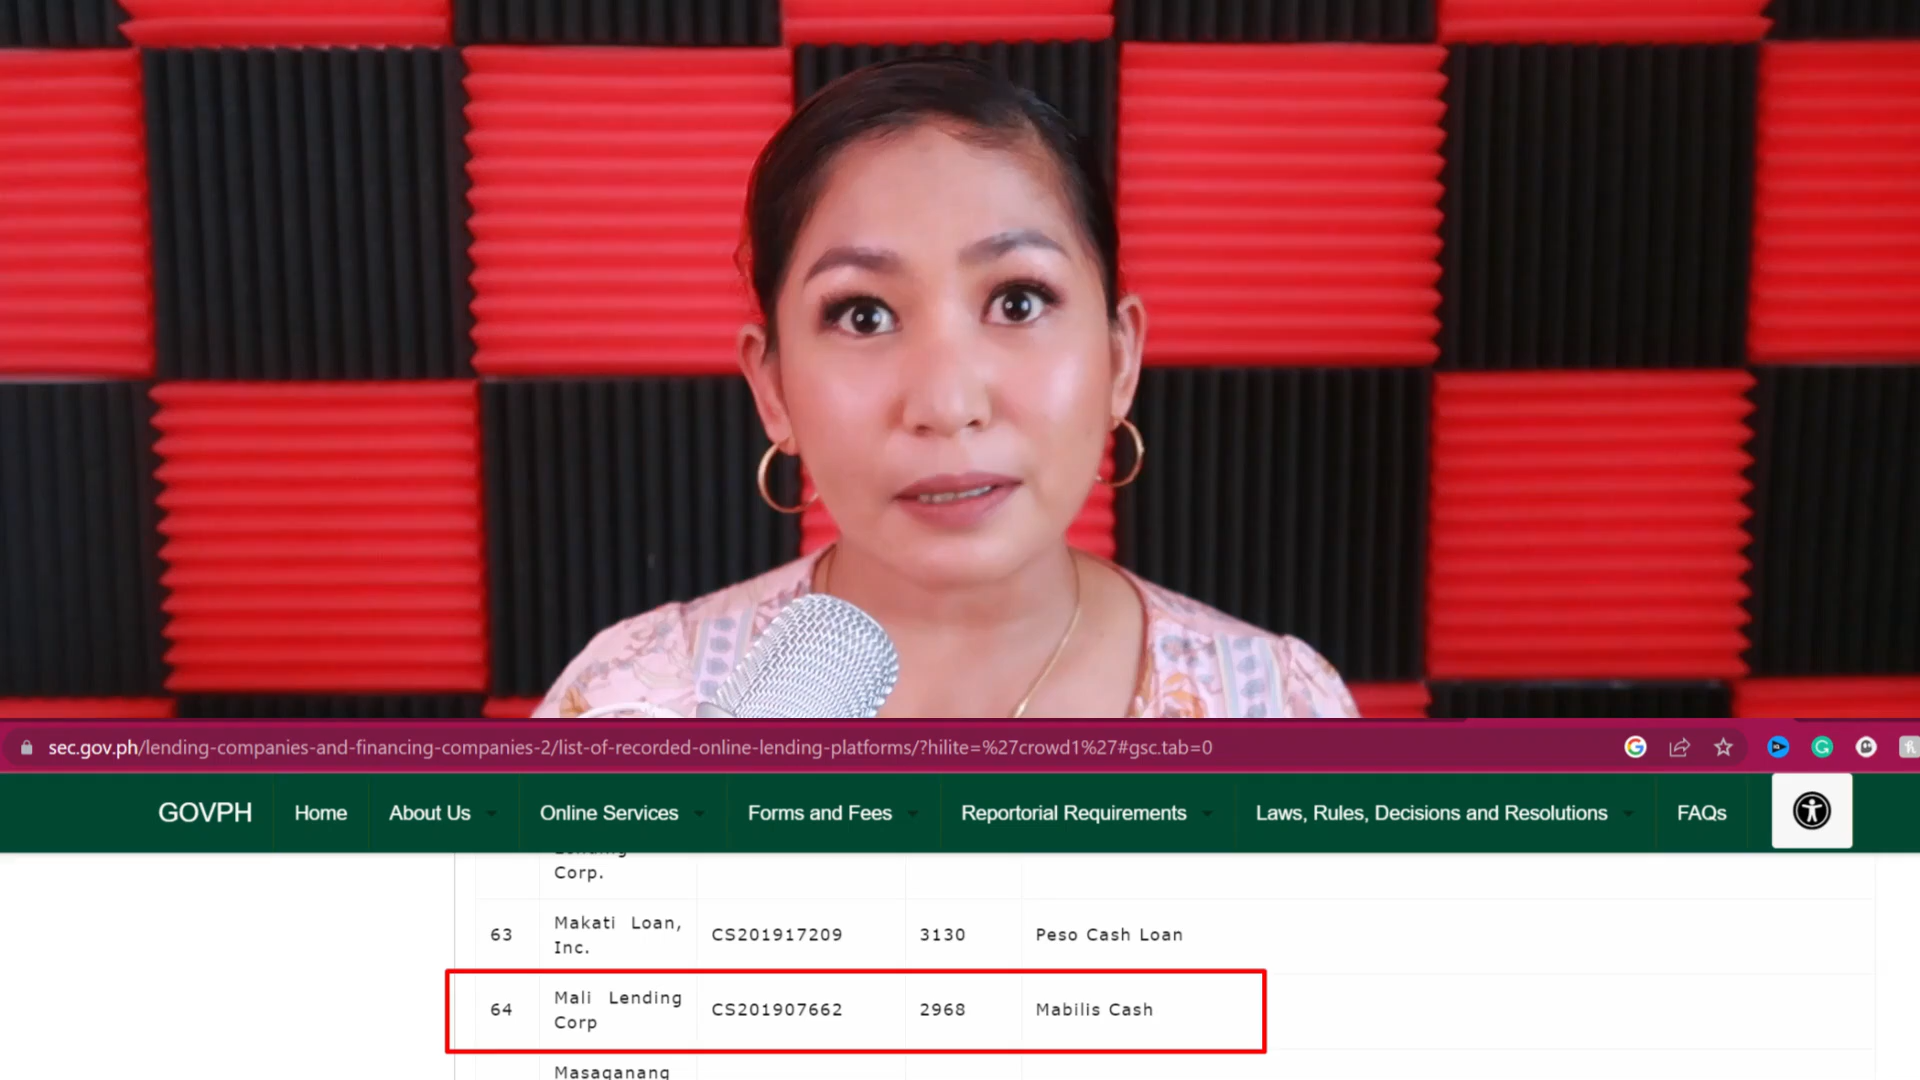 sec.gov.ph/lending-companies-and-financing-companies-2/list-of-recorded-online-lending-platforms/?hilite=%27crowd1%27#gsc.tab=0
GOVPH Home About Us Online Services Forms and Fees Reportorial Requirements Laws, Rules, Decisions and Resolutions FAQs
Lending
Corp.
63 Makati Loan, Inc. CS201917209 3130 Peso Cash Loan
64 Mali Lending Corp CS201907662 2968 Mabilis Cash
Masaganang